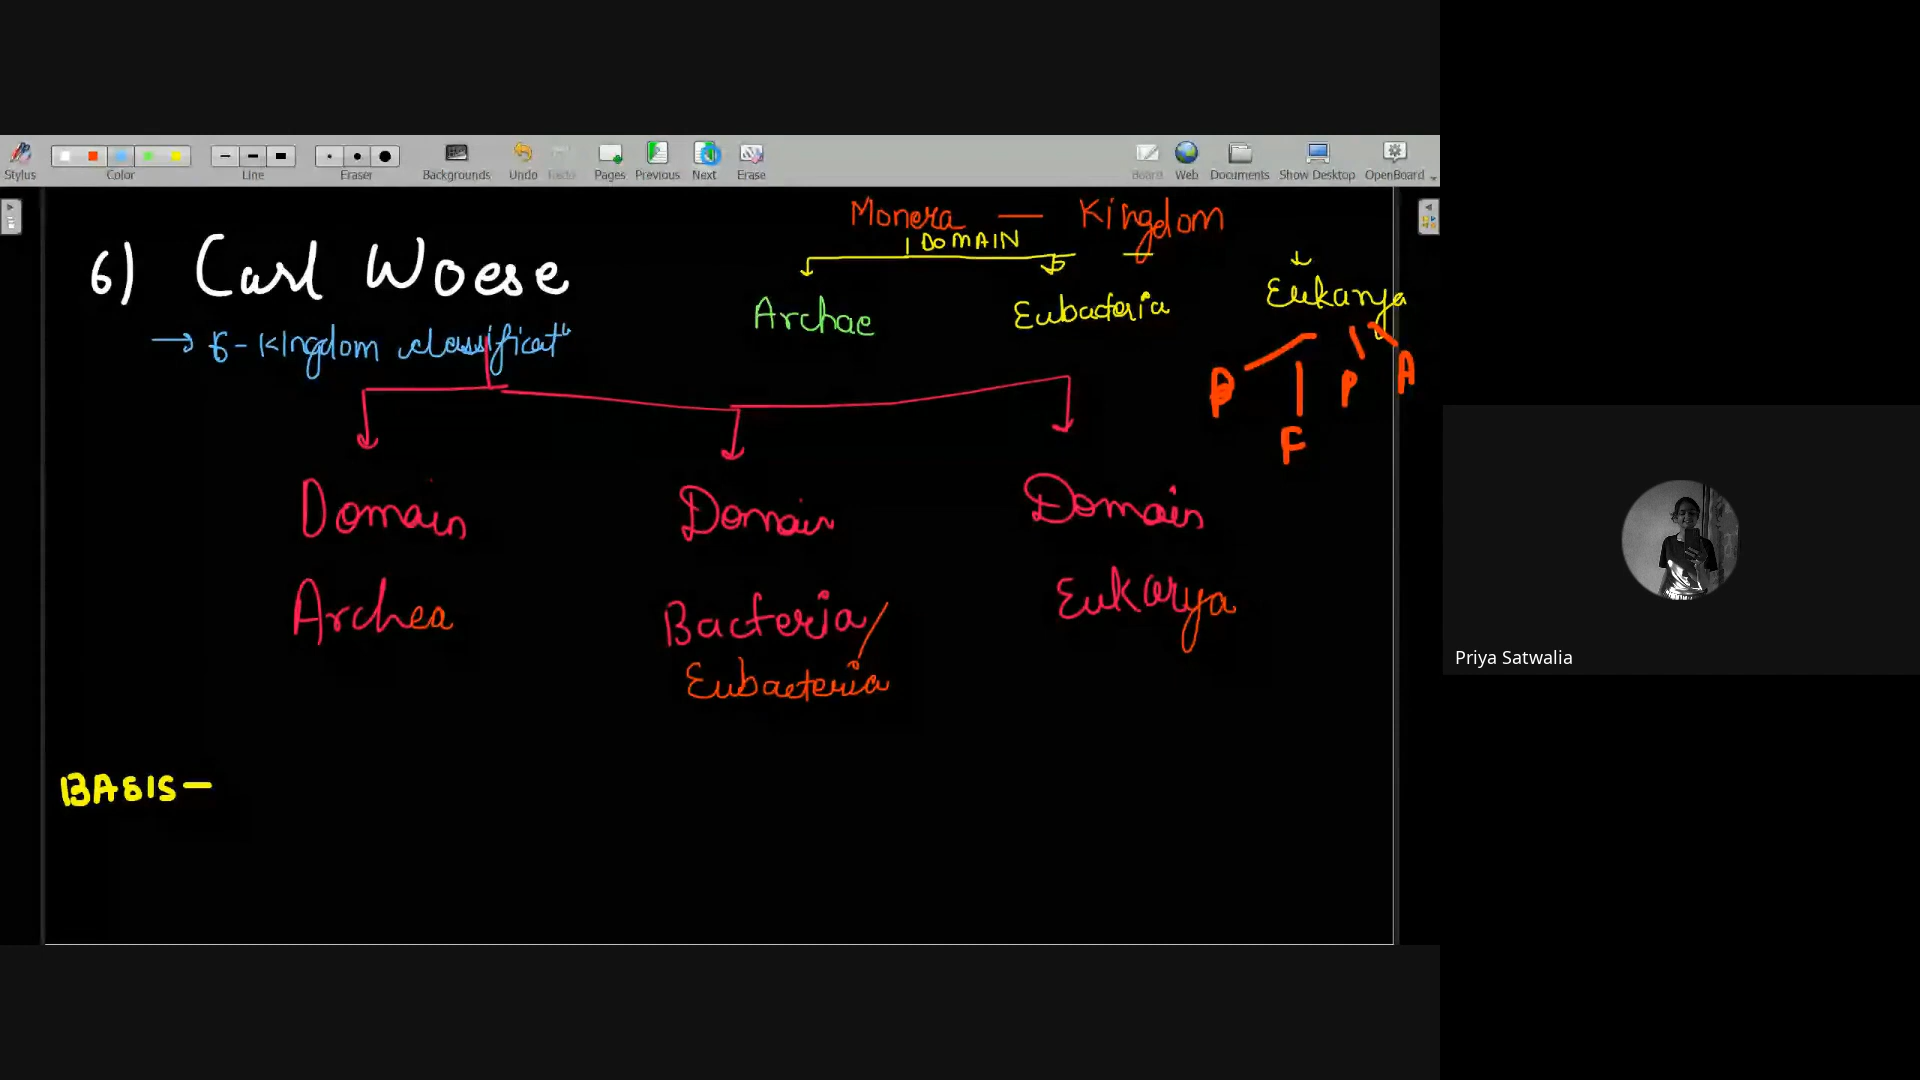 Stylus Color Line Eraser Backgrounds Undo Redo Pages Previous Next Erase Board Web Documents Show Desktop OpenBoard
Monera — Kingdom
DOMAIN
6) Carl Woese
Archae Eubacteria Eukarya
→ 6-Kingdom classificatⁿ
P F P A
Domain Domain Domain
Archea Bacteria/ Eukarya
Eubacteria
Priya Satwalia
BASIS —